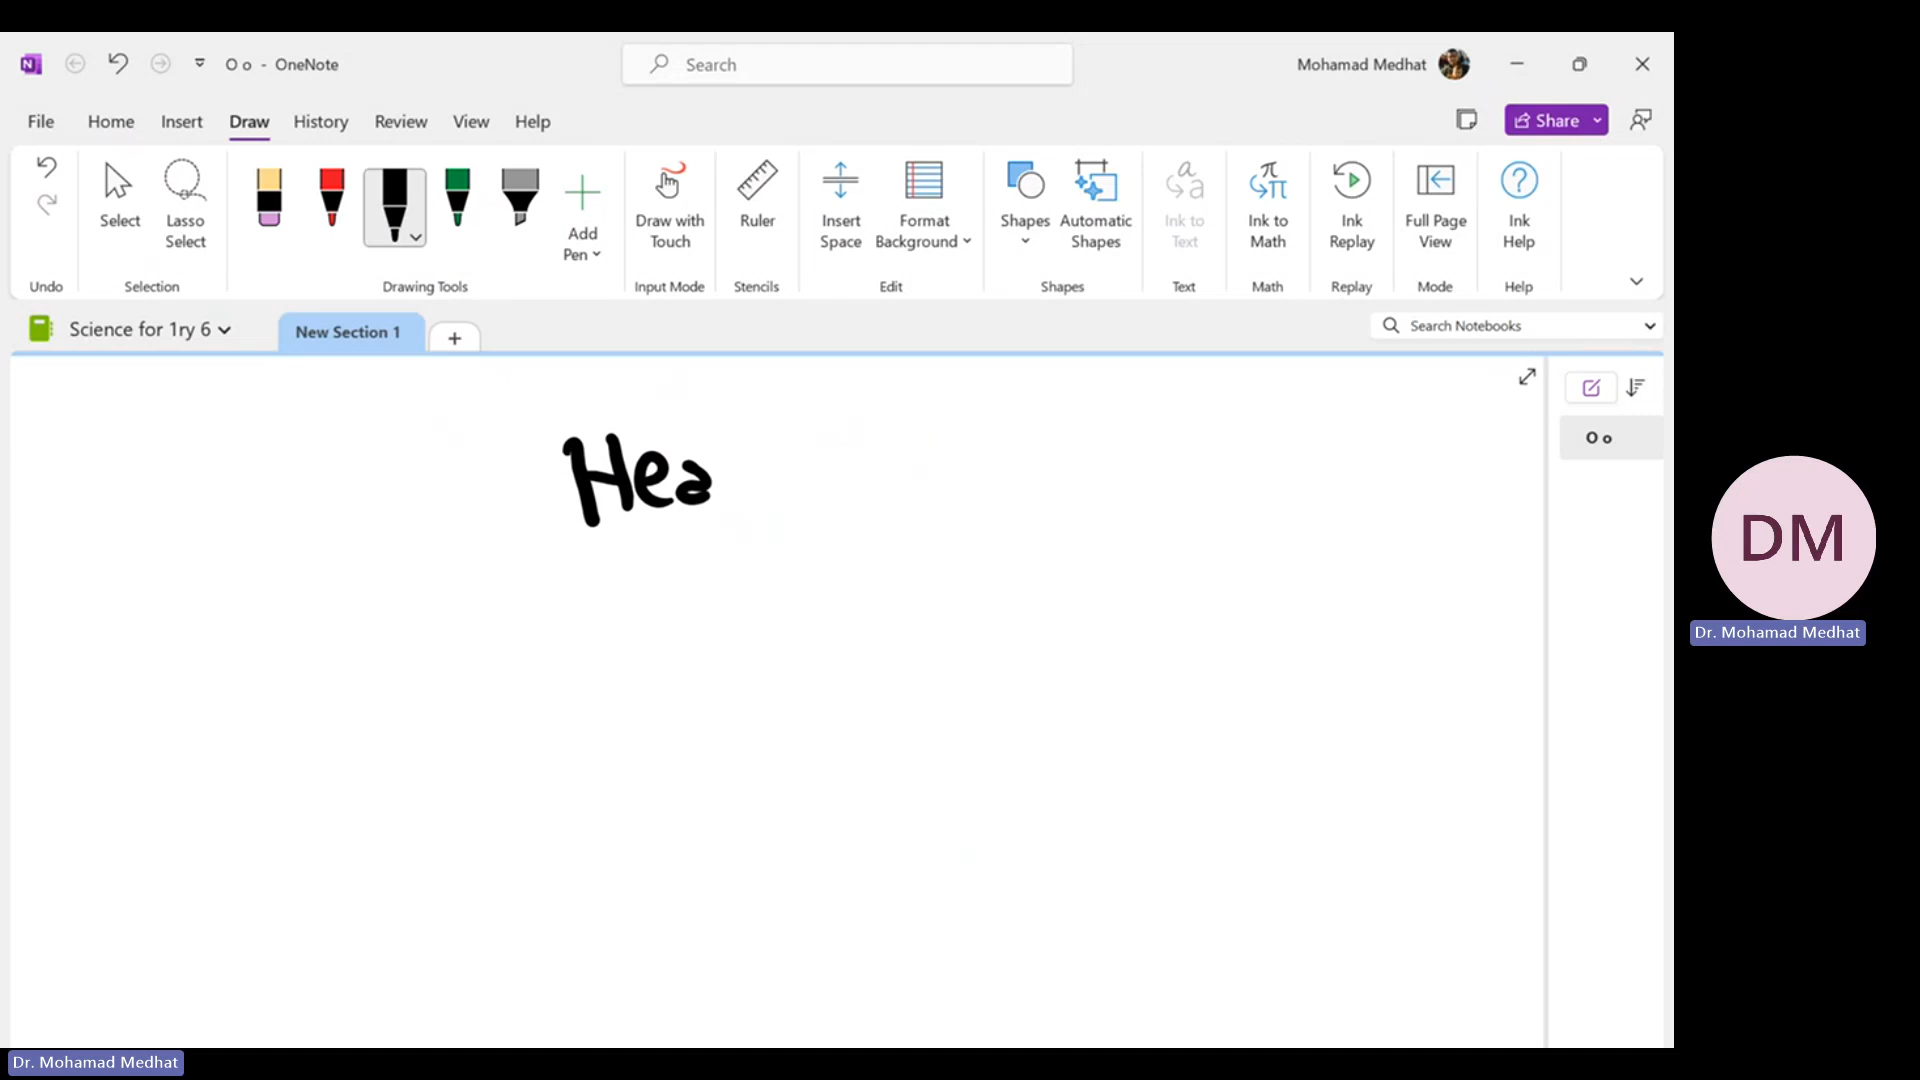 O o - OneNote
Search
Mohamad Medhat
File Home Insert Draw History Review View Help
Share
Select
Lasso Select
Add Pen
Draw with Touch
Ruler
Insert Space
Format Background
Shapes
Automatic Shapes
Ink to Text
Ink to Math
Ink Replay
Full Page View
Ink Help
Undo Selection Drawing Tools Input Mode Stencils Edit Shapes Text Math Replay Mode Help
Science for 1ry 6
New Section 1
Search Notebooks
O o
Hea
DM
Dr. Mohamad Medhat
Dr. Mohamad Medhat